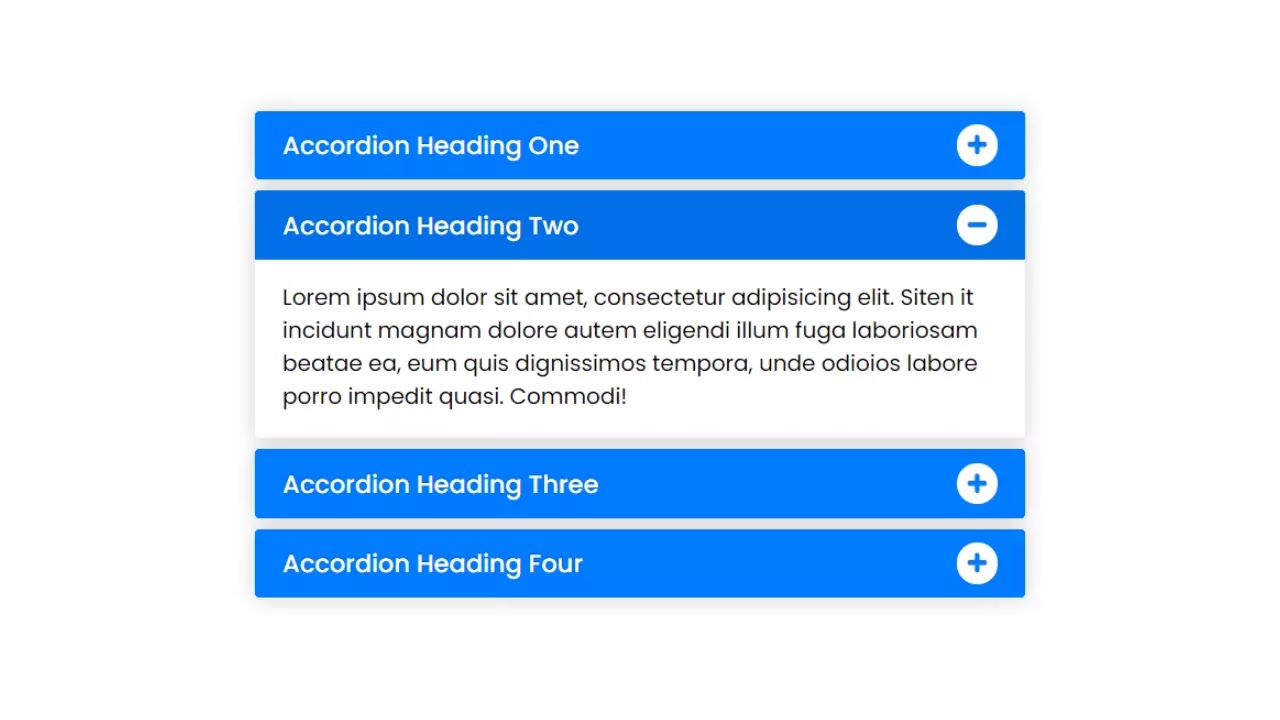 Accordion Heading One
Accordion Heading Two
Lorem ipsum dolor sit amet, consectetur adipisicing elit. Siten it
incidunt magnam dolore autem eligendi illum fuga laboriosam
beatae ea, eum quis dignissimos tempora, unde odioios labore
porro impedit quasi. Commodi!
Accordion Heading Three
Accordion Heading Four